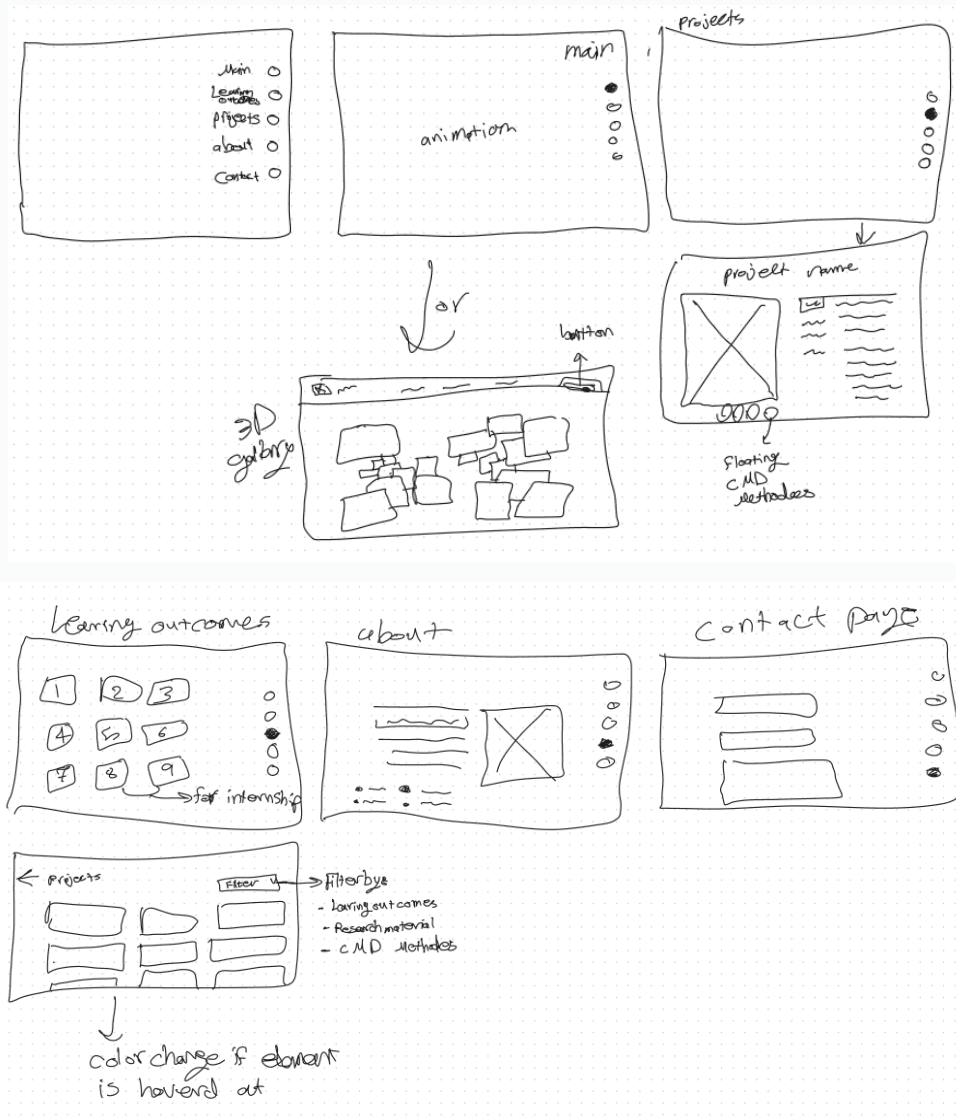 Projects
Main
Learning
outcomes
projects
about
Contact
main
animation
or
button
3D
project name
floating
CMD
Methodes
Learing outcomes
1
2
3
4
5
6
7
8
9
for internship
about
Contact page
Projects
Filter
Filter by:
- Learing outcomes
- Research material
- CMD Methodes
color change if element
is hoverd at